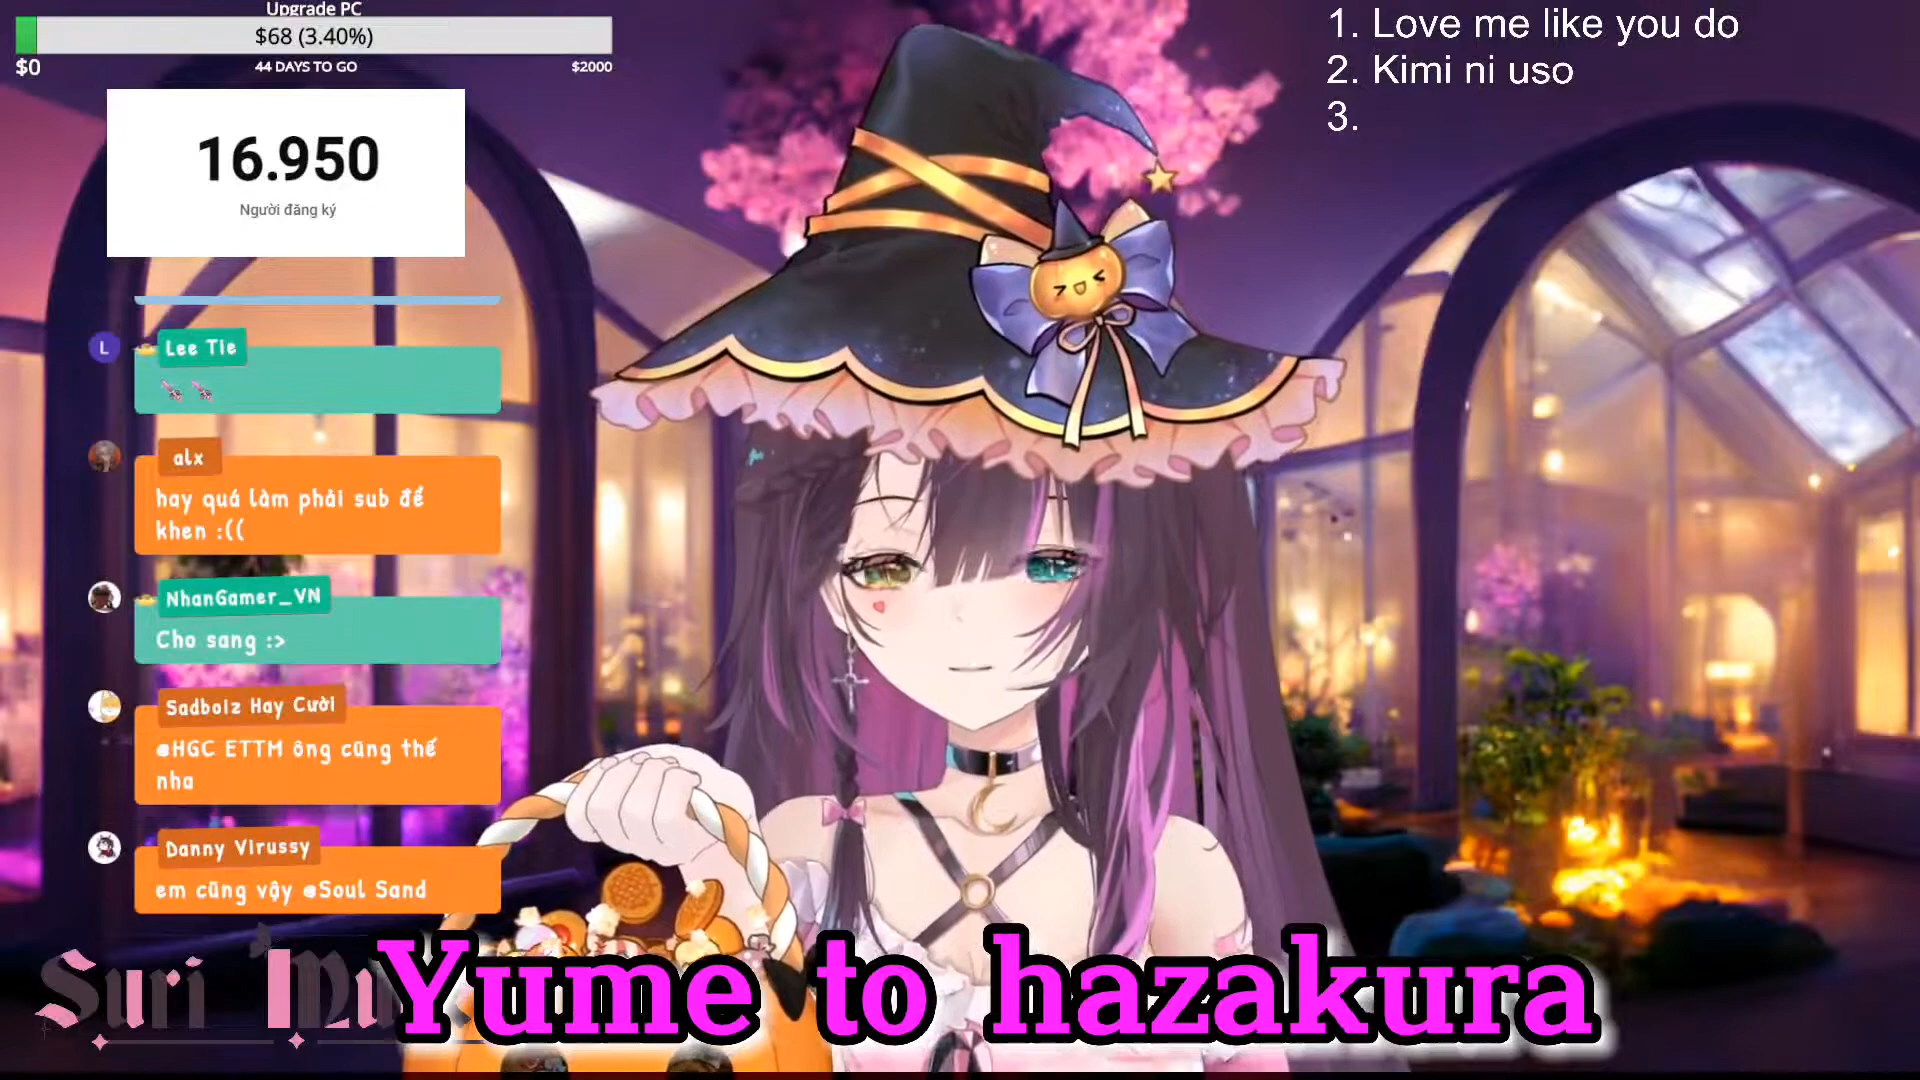 Upgrade PC
$68 (3.40%)
$0
44 DAYS TO GO
$2000
16.950
Người đăng ký
1. Love me like you do
2. Kimi ni uso
3.
L
Lee Tie
alx
hay quá làm phải sub để
khen :((
NhanGamer_VN
Cho sang :>
Sadboiz Hay Cười
@HGC ETTM ông cũng thế
nha
Danny Virussy
em cũng vậy @Soul Sand
Suri
Yume to hazakura